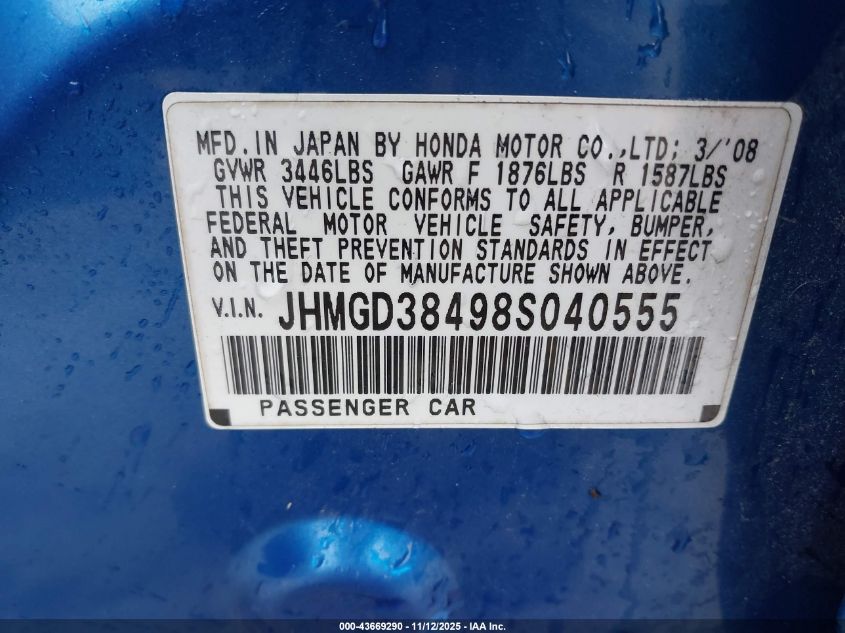 MFD.IN JAPAN BY HONDA MOTOR CO.,LTD; 3/'08
GVWR 3446LBS GAWR F 1876LBS R 1587LBS
THIS VEHICLE CONFORMS TO ALL APPLICABLE
FEDERAL MOTOR VEHICLE SAFETY, BUMPER,
AND THEFT PREVENTION STANDARDS IN EFFECT
ON THE DATE OF MANUFACTURE SHOWN ABOVE.
V.I.N. JHMGD38498S040555
PASSENGER CAR
000-43669290 - 11/12/2025 - IAA Inc.